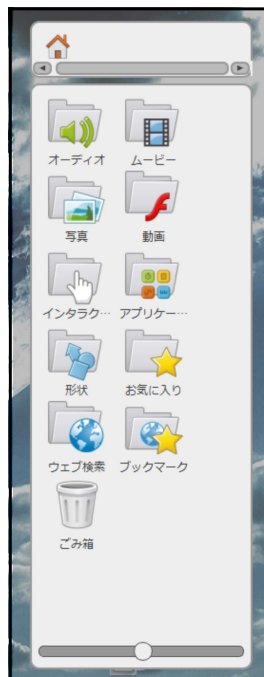 オーディオ
ムービー
写真
動画
インタラク…
アプリケー…
形状
お気に入り
ウェブ検索
ブックマーク
ごみ箱